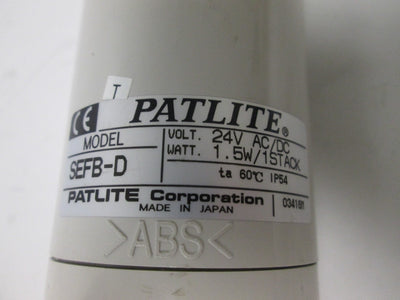 T
CE PATLITE®
MODEL VOLT. 24V AC/DC
SEFB-D WATT. 1.5W/1STACK
ta 60℃ IP54
PATLITE Corporation
MADE IN JAPAN
>ABS<